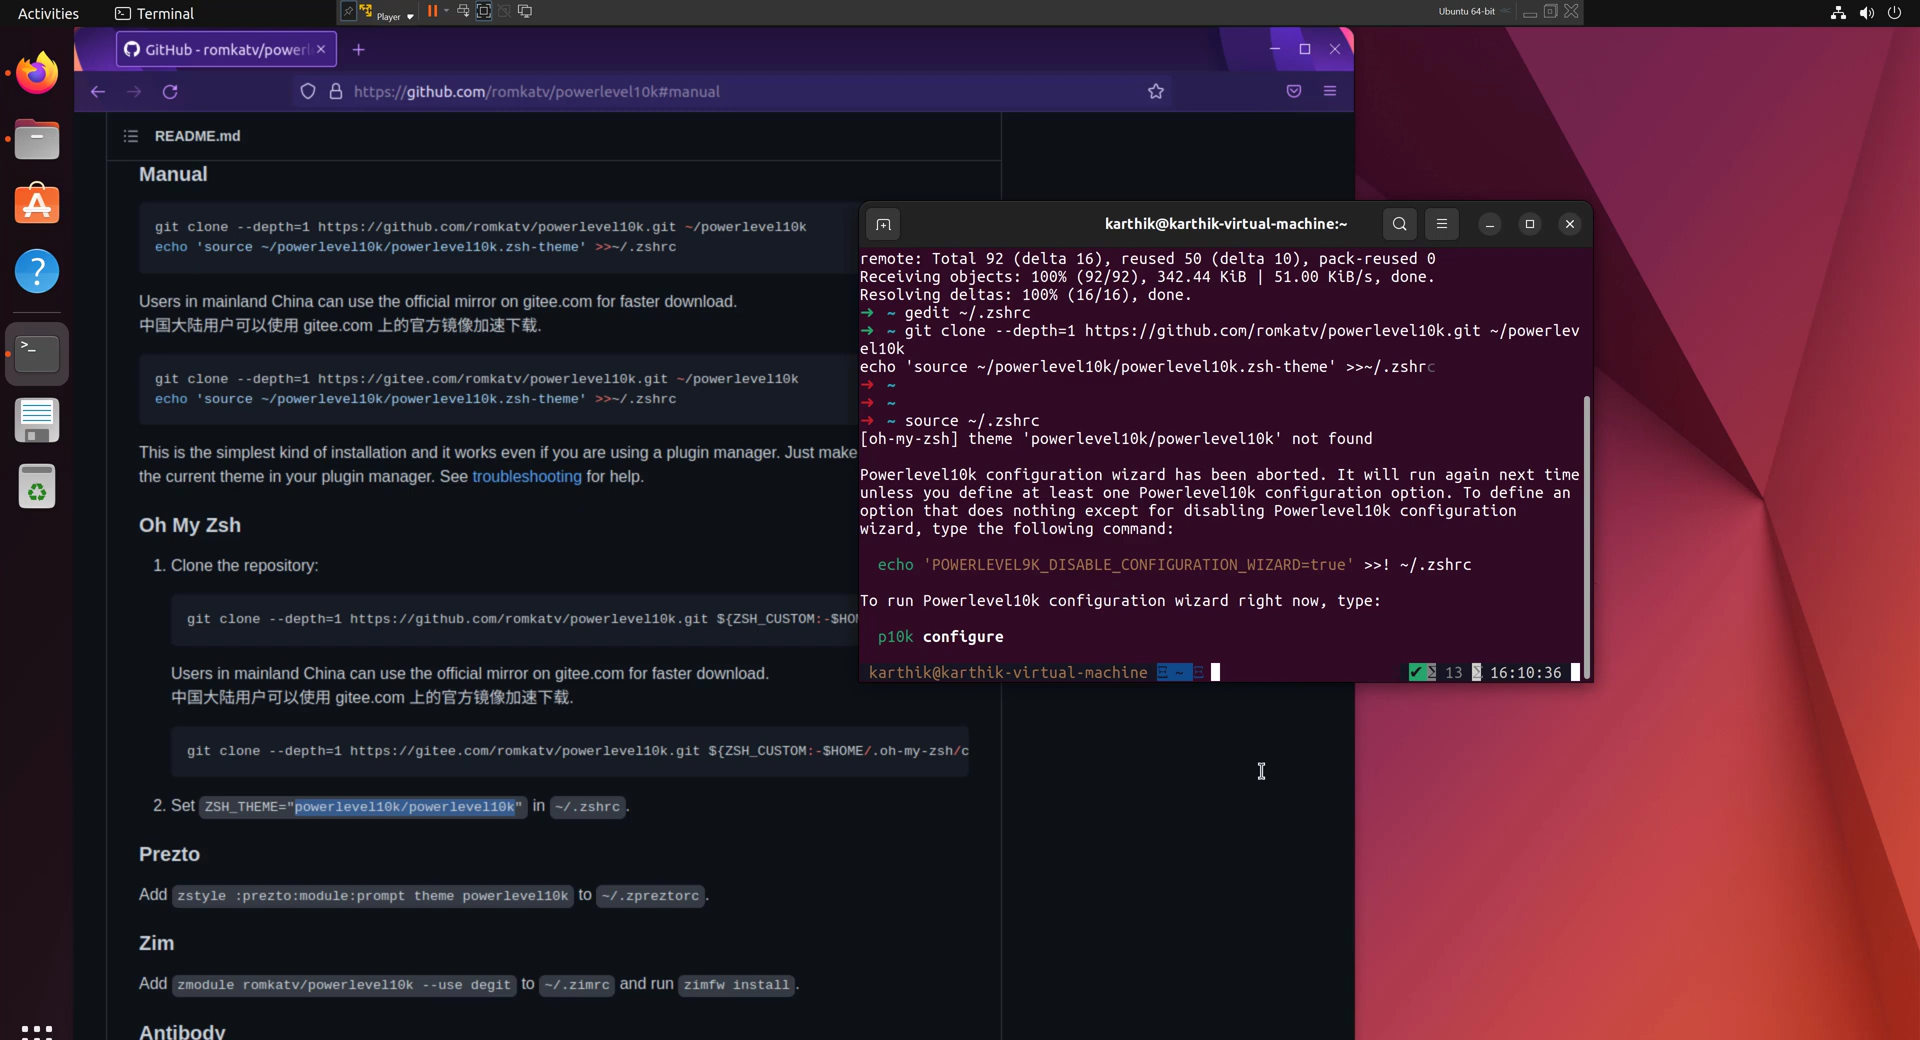 Activities
Terminal
Player
Ubuntu 64-bit
GitHub - romkatv/powerl
https://github.com/romkatv/powerlevel10k#manual
README.md
Manual
git clone --depth=1 https://github.com/romkatv/powerlevel10k.git ~/powerlevel10k
echo 'source ~/powerlevel10k/powerlevel10k.zsh-theme' >>~/.zshrc
Users in mainland China can use the official mirror on gitee.com for faster download.
中国大陆用户可以使用 gitee.com 上的官方镜像加速下载.
git clone --depth=1 https://gitee.com/romkatv/powerlevel10k.git ~/powerlevel10k
echo 'source ~/powerlevel10k/powerlevel10k.zsh-theme' >>~/.zshrc
This is the simplest kind of installation and it works even if you are using a plugin manager. Just make
the current theme in your plugin manager. See troubleshooting for help.
Oh My Zsh
1. Clone the repository:
git clone --depth=1 https://github.com/romkatv/powerlevel10k.git ${ZSH_CUSTOM:-$HOM
Users in mainland China can use the official mirror on gitee.com for faster download.
中国大陆用户可以使用 gitee.com 上的官方镜像加速下载.
git clone --depth=1 https://gitee.com/romkatv/powerlevel10k.git ${ZSH_CUSTOM:-$HOME/.oh-my-zsh/c
2. Set ZSH_THEME="powerlevel10k/powerlevel10k" in ~/.zshrc.
Prezto
Add zstyle :prezto:module:prompt theme powerlevel10k to ~/.zpreztorc.
Zim
Add zmodule romkatv/powerlevel10k --use degit to ~/.zimrc and run zimfw install.
Antibody
karthik@karthik-virtual-machine:~
remote: Total 92 (delta 16), reused 50 (delta 10), pack-reused 0
Receiving objects: 100% (92/92), 342.44 KiB | 51.00 KiB/s, done.
Resolving deltas: 100% (16/16), done.
➜ ~ gedit ~/.zshrc
➜ ~ git clone --depth=1 https://github.com/romkatv/powerlevel10k.git ~/powerlev
el10k
echo 'source ~/powerlevel10k/powerlevel10k.zsh-theme' >>~/.zshrc
➜ ~
➜ ~
➜ ~ source ~/.zshrc
[oh-my-zsh] theme 'powerlevel10k/powerlevel10k' not found
Powerlevel10k configuration wizard has been aborted. It will run again next time
unless you define at least one Powerlevel10k configuration option. To define an
option that does nothing except for disabling Powerlevel10k configuration
wizard, type the following command:
echo 'POWERLEVEL9K_DISABLE_CONFIGURATION_WIZARD=true' >>! ~/.zshrc
To run Powerlevel10k configuration wizard right now, type:
p10k configure
karthik@karthik-virtual-machine ~ ✔ 13 16:10:36